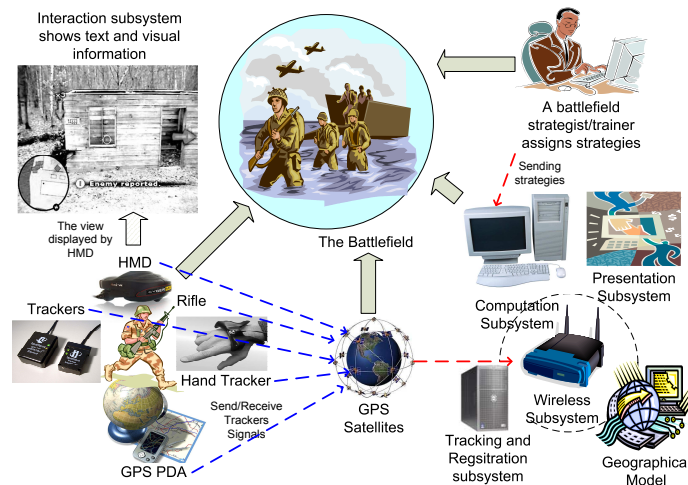 Interaction subsystem
shows text and visual
information
Enemy reported.
The view
displayed by
HMD
HMD
Trackers
Rifle
Hand Tracker
Send/Receive
Trackers
Signals
GPS PDA
The Battlefield
GPS
Satellites
A battlefield
strategist/trainer
assigns strategies
Sending
strategies
Computation
Subsystem
Presentation
Subsystem
Wireless
Subsystem
Tracking and
Regsitration
subsystem
Geographical
Model